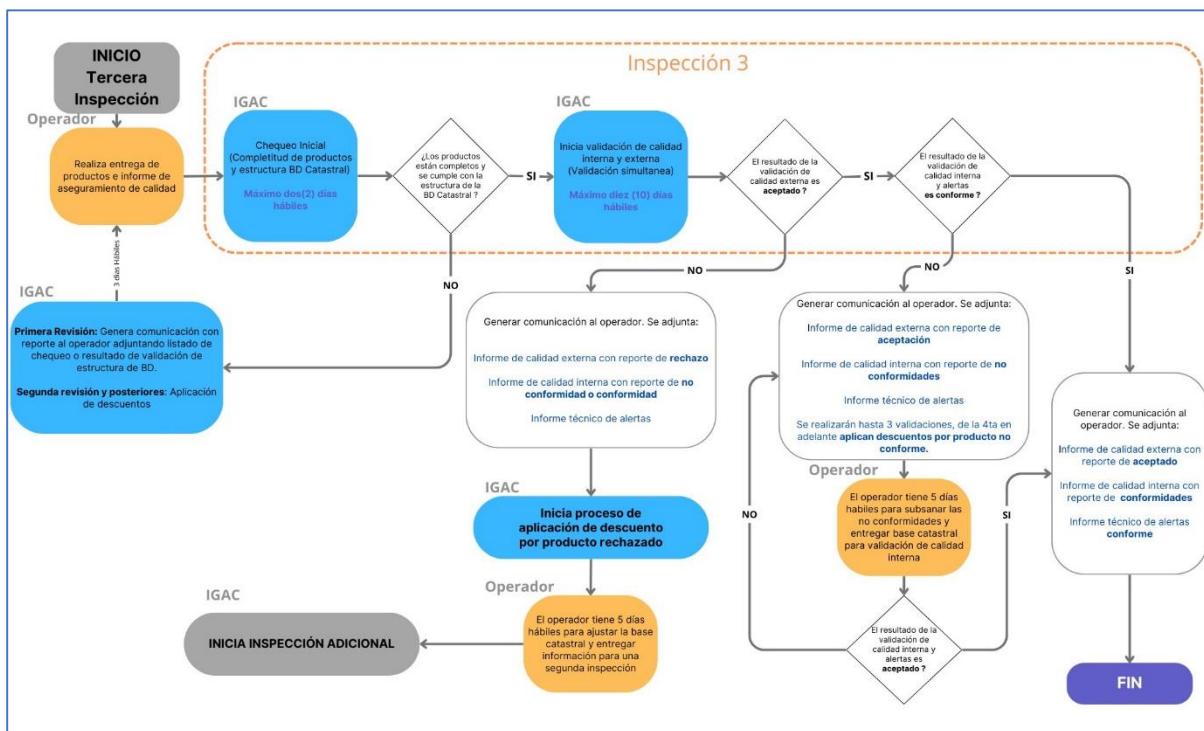 INICIO
Tercera
Inspección
Operador
Realiza entrega de
productos e informe de
aseguramiento de calidad
Inspección 3
IGAC
Chequeo Inicial
(Completitud de productos
y estructura BD Catastral)
Máximo dos(2) días
hábiles
¿Los productos
están completos y
se cumple con la
estructura de la
BD Catastral ?
SI
IGAC
Inicia validación de calidad
interna y externa
(Validación simultanea)
Máximo diez (10) días
hábiles
El resultado de la
validación de
calidad externa es
aceptado ?
SI
El resultado de la
validación de
calidad interna
y alertas
es conforme ?
3 días Hábiles
NO
NO
NO
SI
IGAC
Primera Revisión: Genera comunicación con
reporte al operador adjuntando listado de
chequeo o resultado de validación de
estructura de BD.
Segunda revisión y posteriores: Aplicación
de descuentos
Generar comunicación al operador. Se adjunta:
Informe de calidad externa con reporte de rechazo
Informe de calidad interna con reporte de no
conformidad o conformidad
Informe técnico de alertas
Generar comunicación al operador. Se adjunta:
Informe de calidad externa con reporte de
aceptación
Informe de calidad interna con reporte de no
conformidades
Informe técnico de alertas
Se realizarán hasta 3 validaciones, de la 4ta en
adelante aplican descuentos por producto no
conforme.
Generar comunicación al
operador. Se adjunta:
Informe de calidad externa con
reporte de aceptado
Informe de calidad interna con
reporte de conformidades
Informe técnico de alertas
conforme
IGAC
Inicia proceso de
aplicación de descuento
por producto rechazado
Operador
El operador tiene 5 días
habiles para subsanar las
no conformidades y
entregar base catastral
para validación de calidad
interna
NO
SI
Operador
El operador tiene 5 días
hábiles para ajustar la base
catastral y entregar
información para una
segunda inspección
IGAC
INICIA INSPECCIÓN ADICIONAL
El resultado de la
validación de
calidad interna y
alertas es
aceptado ?
FIN